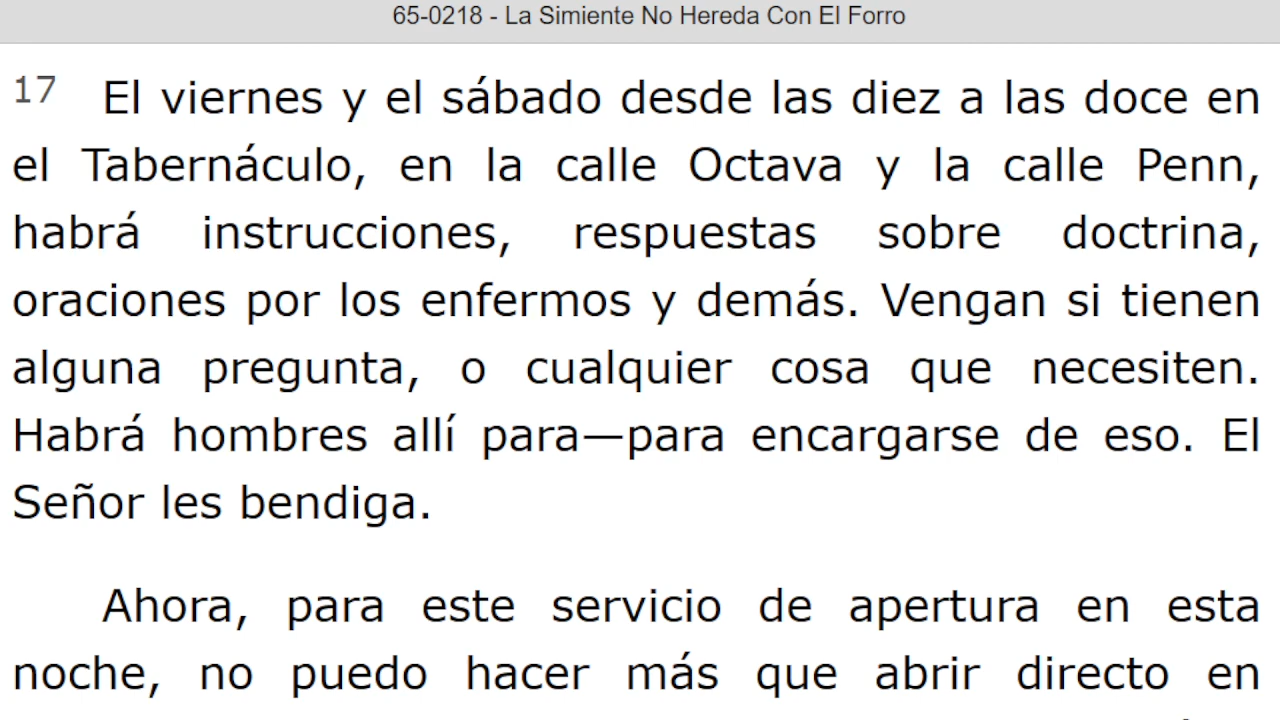 65-0218 - La Simiente No Hereda Con El Forro
17 El viernes y el sábado desde las diez a las doce en
el Tabernáculo, en la calle Octava y la calle Penn,
habrá instrucciones, respuestas sobre doctrina,
oraciones por los enfermos y demás. Vengan si tienen
alguna pregunta, o cualquier cosa que necesiten.
Habrá hombres allí para—para encargarse de eso. El
Señor les bendiga.
Ahora, para este servicio de apertura en esta
noche, no puedo hacer más que abrir directo en